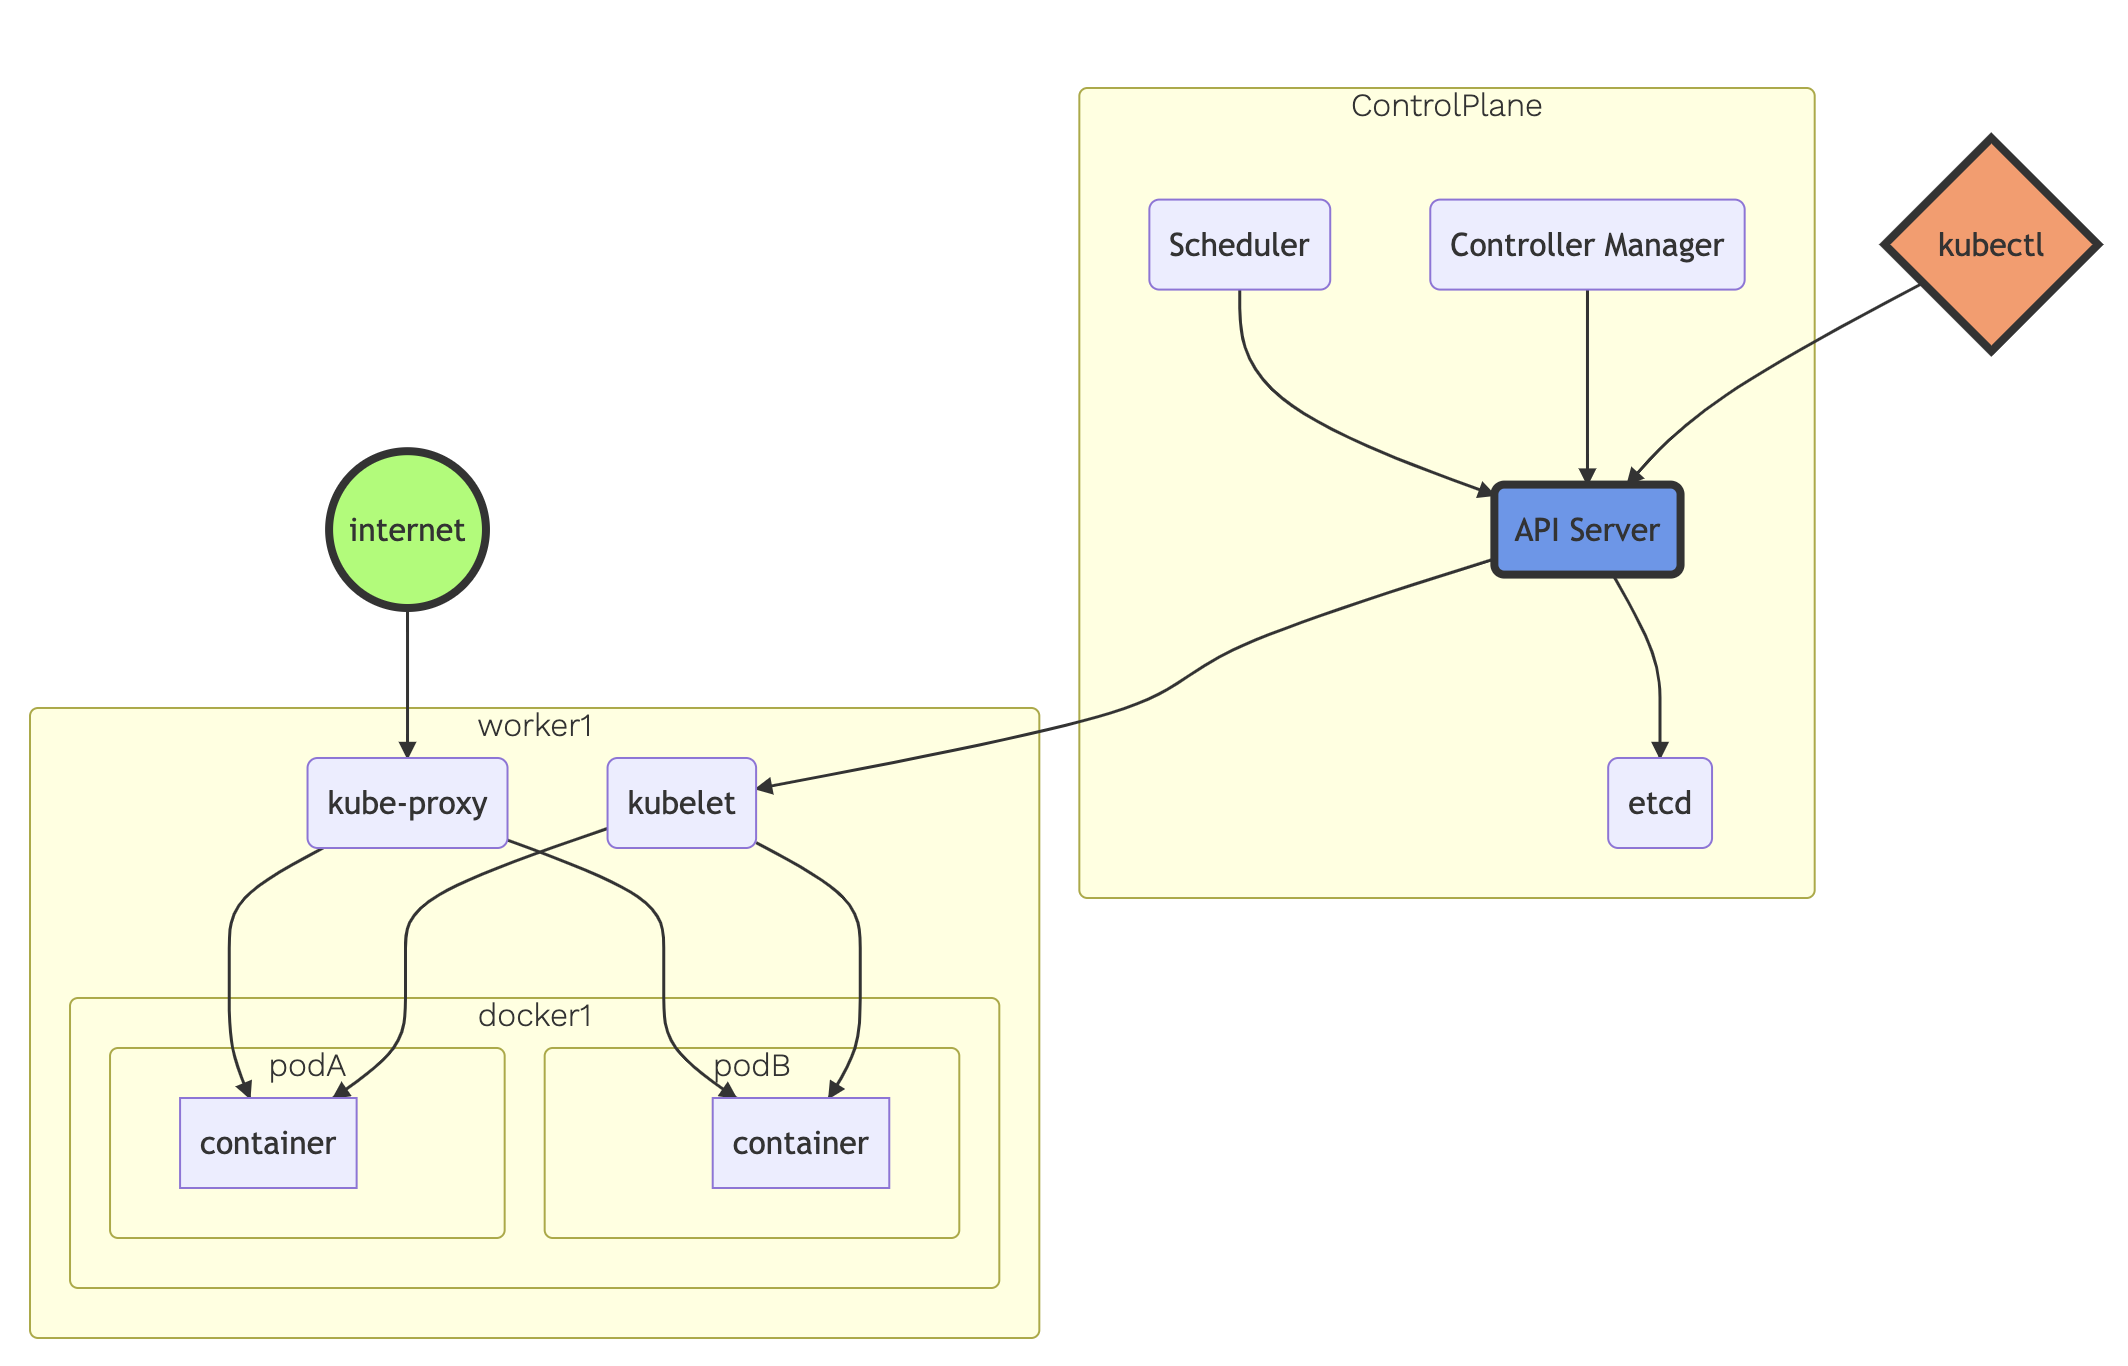 ControlPlane
Scheduler
Controller Manager
kubectl
internet
API Server
worker1
kube-proxy
kubelet
etcd
docker1
podA
podB
container
container